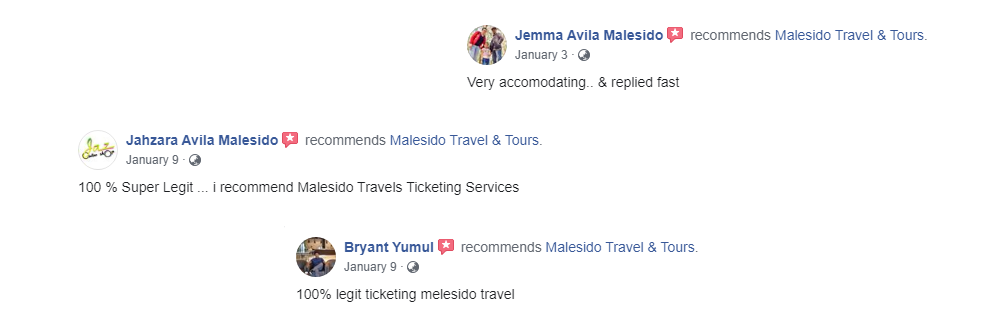 Jemma Avila Malesido recommends Malesido Travel & Tours.
January 3 ·
Very accomodating.. & replied fast
Jahzara Avila Malesido recommends Malesido Travel & Tours.
January 9 ·
100 % Super Legit ... i recommend Malesido Travels Ticketing Services
Bryant Yumul recommends Malesido Travel & Tours.
January 9 ·
100% legit ticketing melesido travel